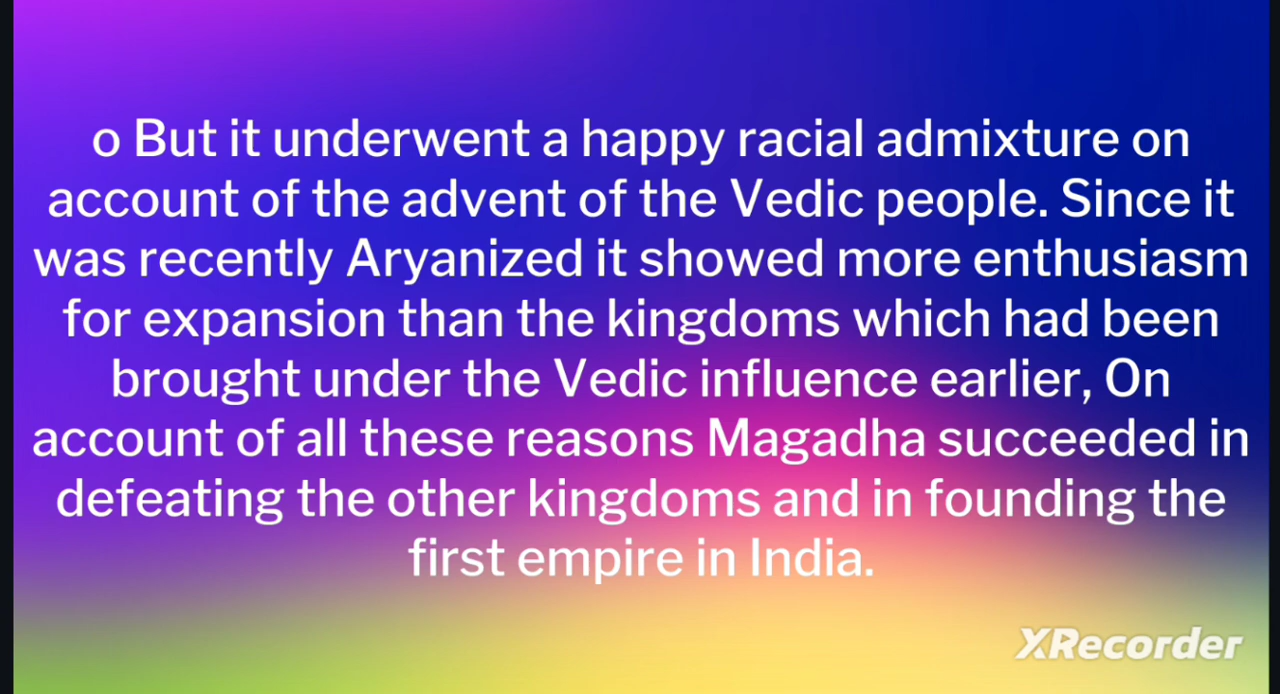 o But it underwent a happy racial admixture on
account of the advent of the Vedic people. Since it
was recently Aryanized it showed more enthusiasm
for expansion than the kingdoms which had been
brought under the Vedic influence earlier, On
account of all these reasons Magadha succeeded in
defeating the other kingdoms and in founding the
first empire in India.
XRecorder